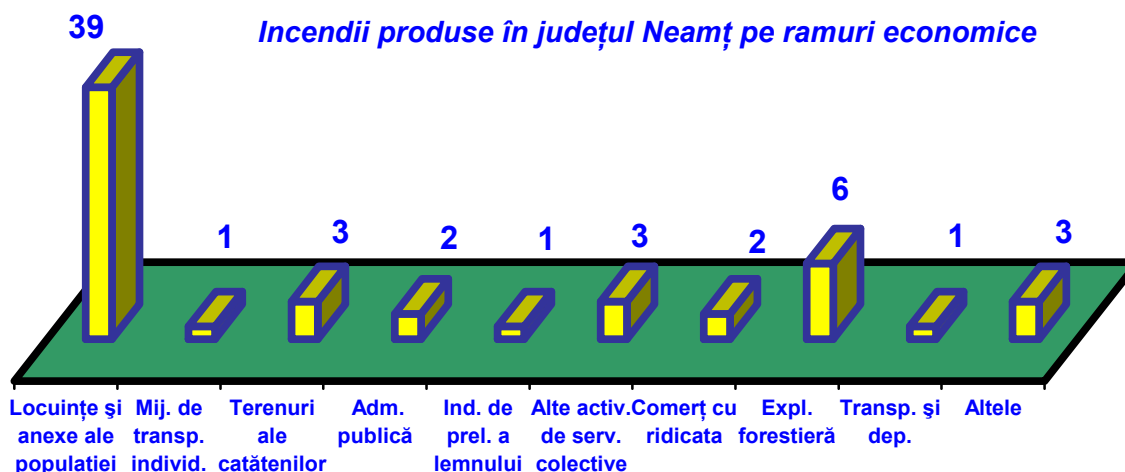 39
Incendii produse în județul Neamț pe ramuri economice
1
3
2
1
3
2
6
1
3
Locuințe şi anexe ale populației
Mij. de transp. individ.
Terenuri ale catătenilor
Adm. publică
Ind. de prel. a lemnului
Alte activ. de serv. colective
Comerț cu ridicata
Expl. forestieră
Transp. şi dep.
Altele